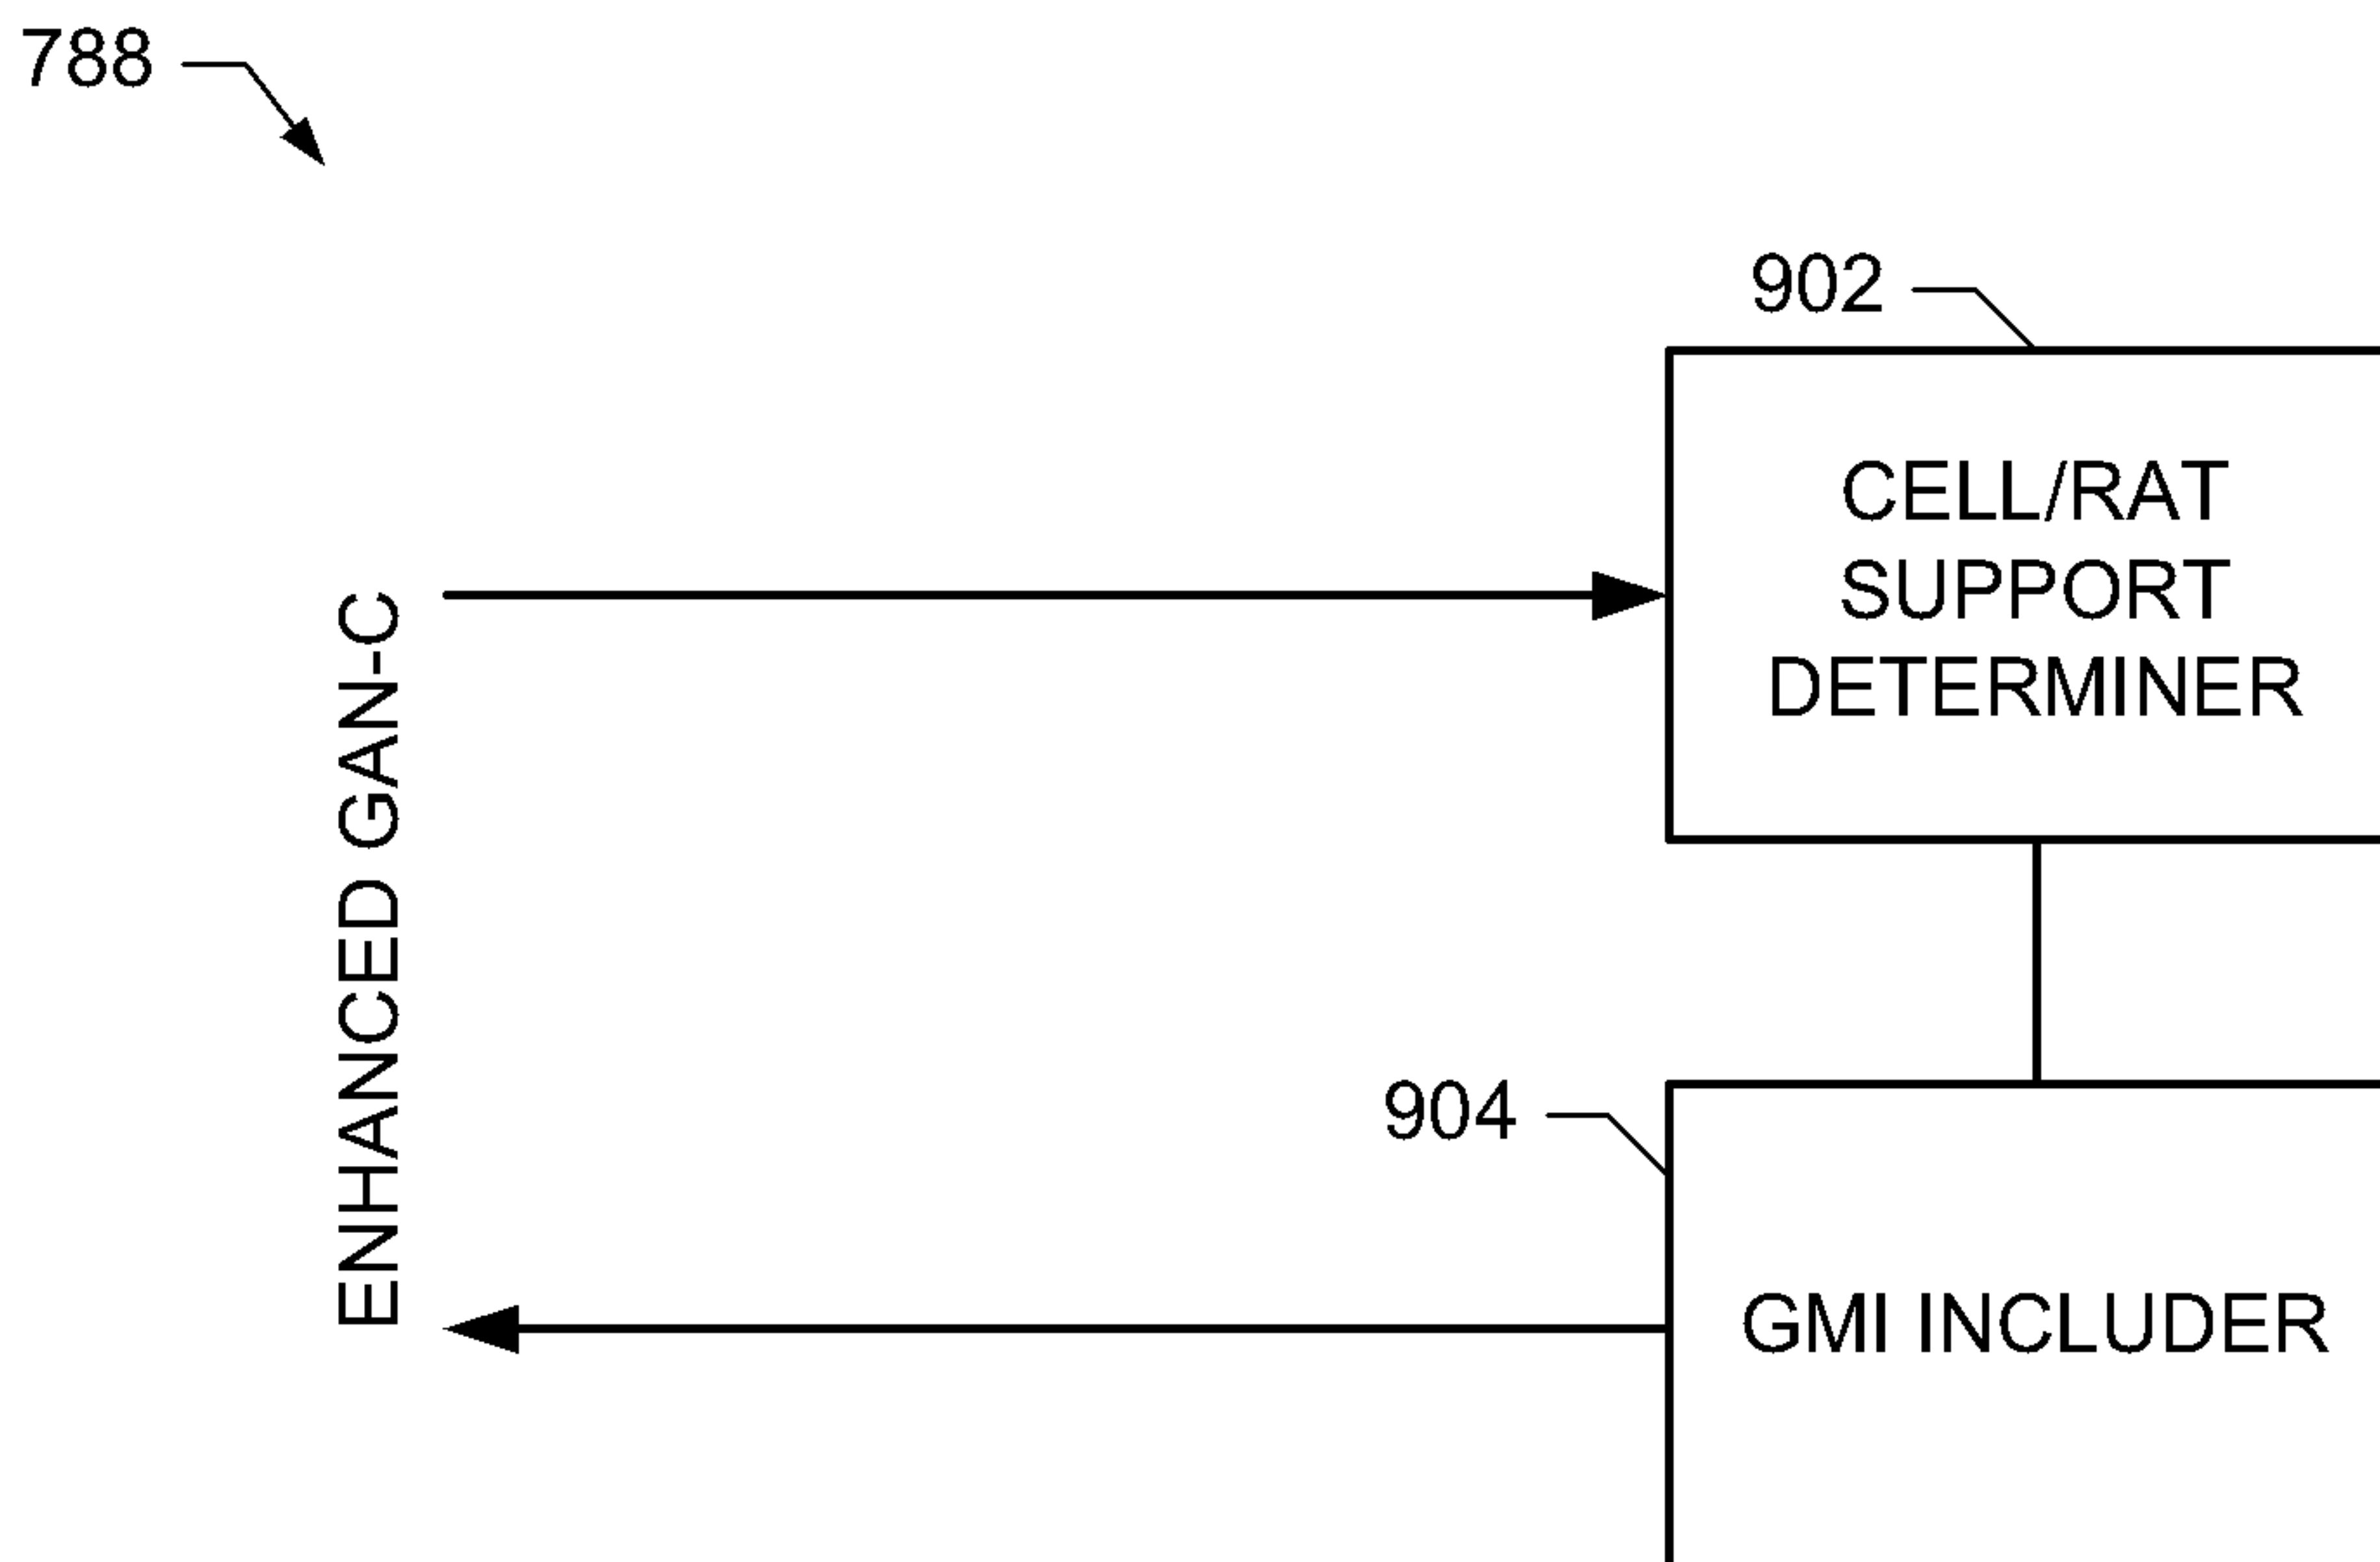 788
902
CELL/RAT
SUPPORT
DETERMINER
ENHANCED GAN-C
904
GMI INCLUDER